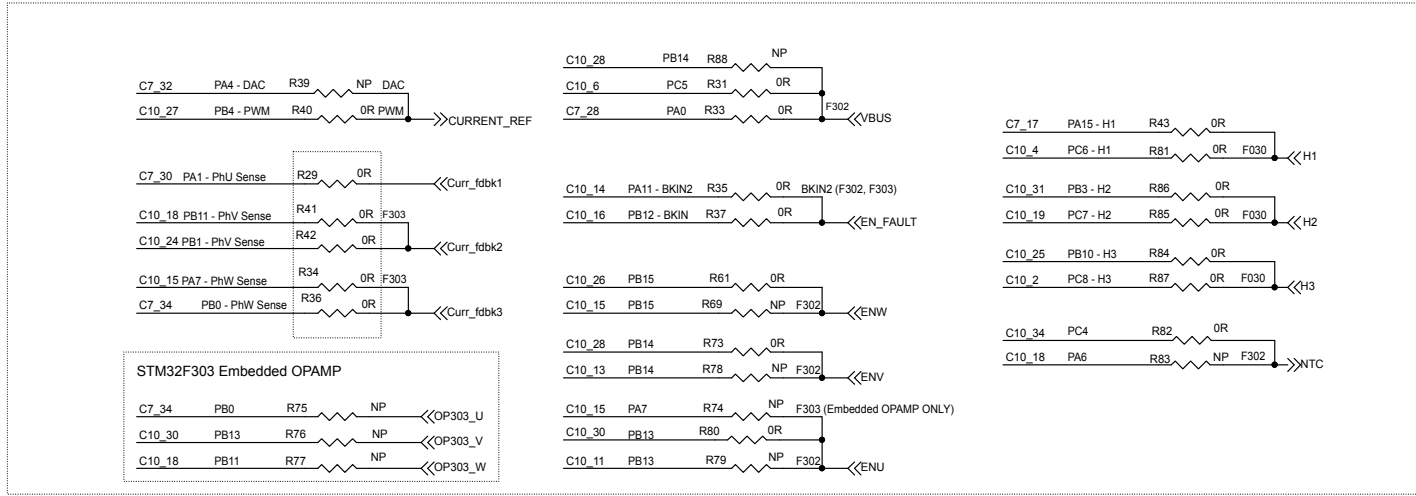 C7_32 PA4 - DAC R39 NP DAC
C10_27 PB4 - PWM R40 0R PWM CURRENT_REF
C7_30 PA1 - PhU Sense R29 0R Curr_fdbk1
C10_18 PB11 - PhV Sense R41 0R F303
C10_24 PB1 - PhV Sense R42 0R Curr_fdbk2
C10_15 PA7 - PhW Sense R34 0R F303
C7_34 PB0 - PhW Sense R36 0R Curr_fdbk3
STM32F303 Embedded OPAMP
C7_34 PB0 R75 NP OP303_U
C10_30 PB13 R76 NP OP303_V
C10_18 PB11 R77 NP OP303_W
C10_28 PB14 R88 NP
C10_6 PC5 R31 0R
C7_28 PA0 R33 0R F302 VBUS
C10_14 PA11 - BKIN2 R35 0R BKIN2 (F302, F303)
C10_16 PB12 - BKIN R37 0R EN_FAULT
C10_26 PB15 R61 0R
C10_15 PB15 R69 NP F302 ENW
C10_28 PB14 R73 0R
C10_13 PB14 R78 NP F302 ENV
C10_15 PA7 R74 NP F303 (Embedded OPAMP ONLY)
C10_30 PB13 R80 0R
C10_11 PB13 R79 NP F302 ENU
C7_17 PA15 - H1 R43 0R
C10_4 PC6 - H1 R81 0R F030 H1
C10_31 PB3 - H2 R86 0R
C10_19 PC7 - H2 R85 0R F030 H2
C10_25 PB10 - H3 R84 0R
C10_2 PC8 - H3 R87 0R F030 H3
C10_34 PC4 R82 0R
C10_18 PA6 R83 NP F302 NTC